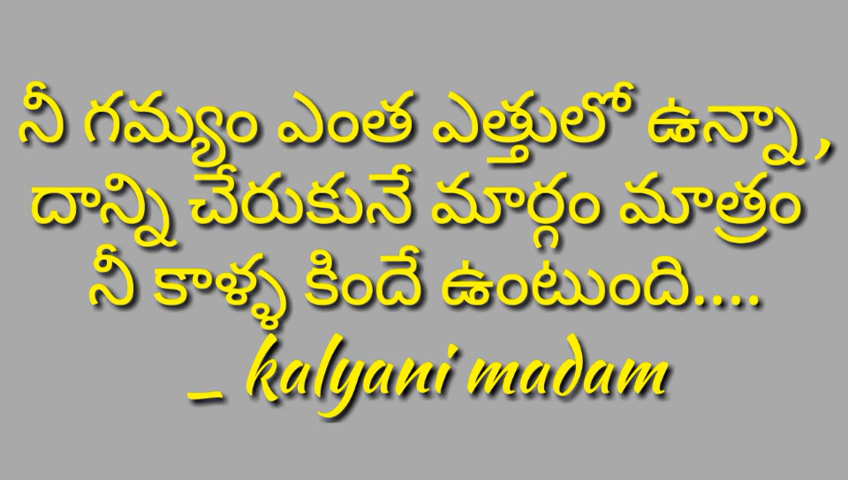 నీ గమ్యం ఎంత ఎత్తులో ఉన్నా ,
దాన్ని చేరుకునే మార్గం మాత్రం
నీ కాళ్ళ కిందే ఉంటుంది....
_ kalyani madam